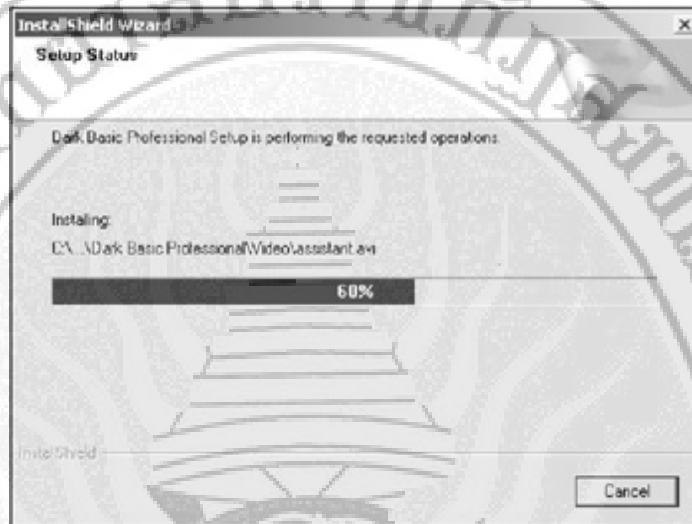 InstallShield Wizard
Setup Status
Dark Basic Professional Setup is performing the requested operations.
Installing:
C:\...\Dark Basic Professional\Video\assistant.avi
60%
InstallShield
Cancel